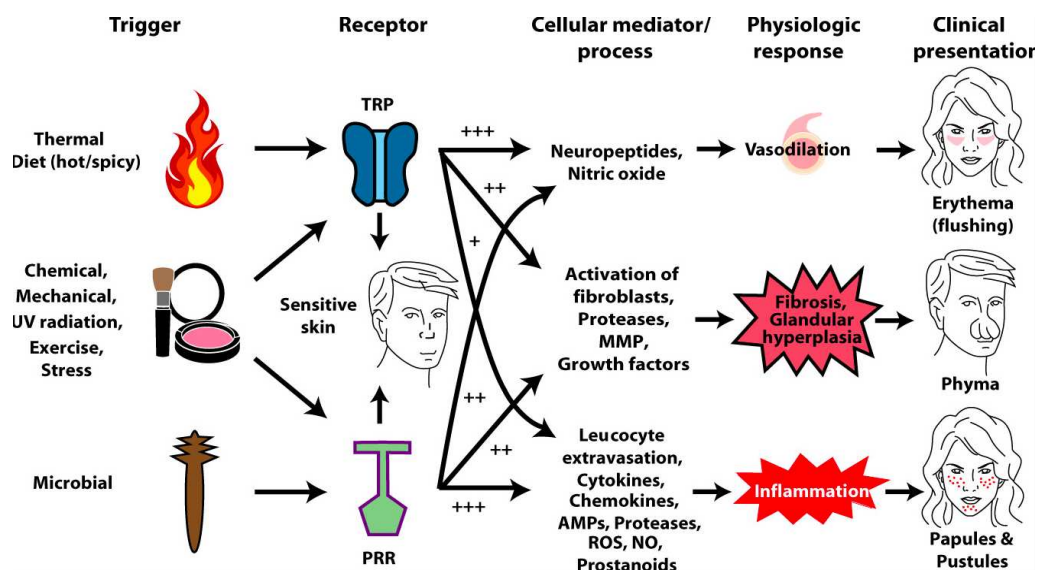 Trigger
Receptor
Cellular mediator/
process
Physiologic
response
Clinical
presentation
Thermal
Diet (hot/spicy)
TRP
+++
Neuropeptides,
Nitric oxide
Vasodilation
Erythema
(flushing)
++
+
Chemical,
Mechanical,
UV radiation,
Exercise,
Stress
Sensitive
skin
Activation of
fibroblasts,
Proteases,
MMP,
Growth factors
Fibrosis,
Glandular
hyperplasia
Phyma
++
++
+++
Microbial
PRR
Leucocyte
extravasation,
Cytokines,
Chemokines,
AMPs, Proteases,
ROS, NO,
Prostanoids
Inflammation
Papules &
Pustules